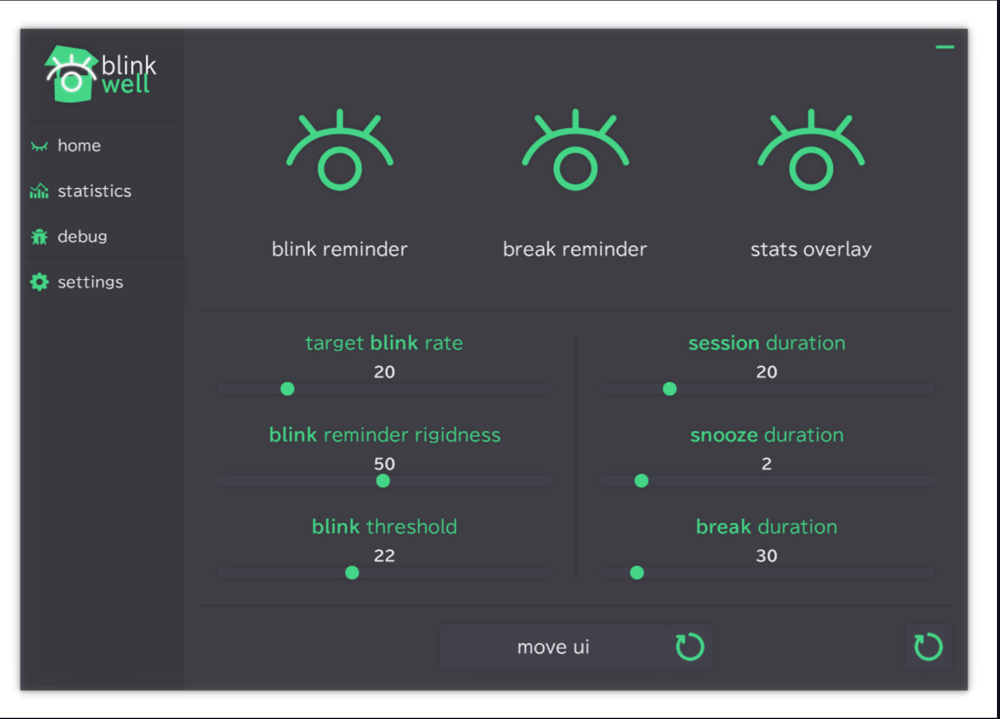 blink
well
home
statistics
debug
settings
blink reminder
break reminder
stats overlay
target blink rate
20
blink reminder rigidness
50
blink threshold
22
session duration
20
snooze duration
2
break duration
30
move ui